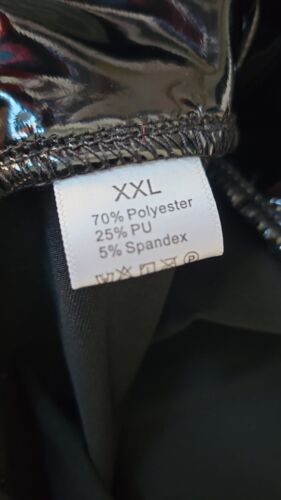 XXL
70% Polyester
25% PU
5% Spandex